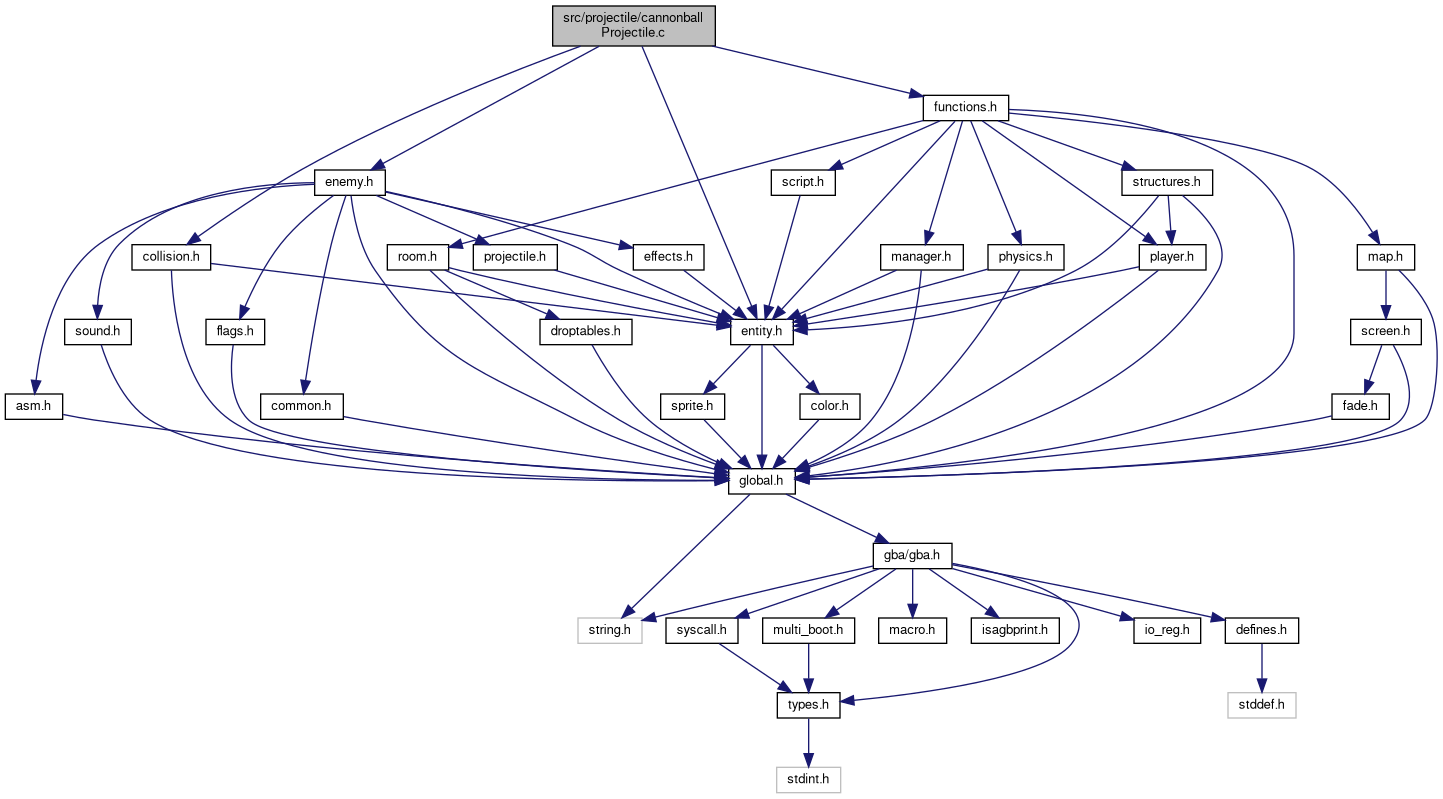 src/projectile/cannonball
Projectile.c
functions.h
enemy.h
script.h
structures.h
collision.h
room.h
projectile.h
effects.h
manager.h
physics.h
player.h
map.h
sound.h
flags.h
droptables.h
entity.h
screen.h
asm.h
common.h
sprite.h
color.h
fade.h
global.h
gba/gba.h
string.h
syscall.h
multi_boot.h
macro.h
isagbprint.h
io_reg.h
defines.h
types.h
stddef.h
stdint.h